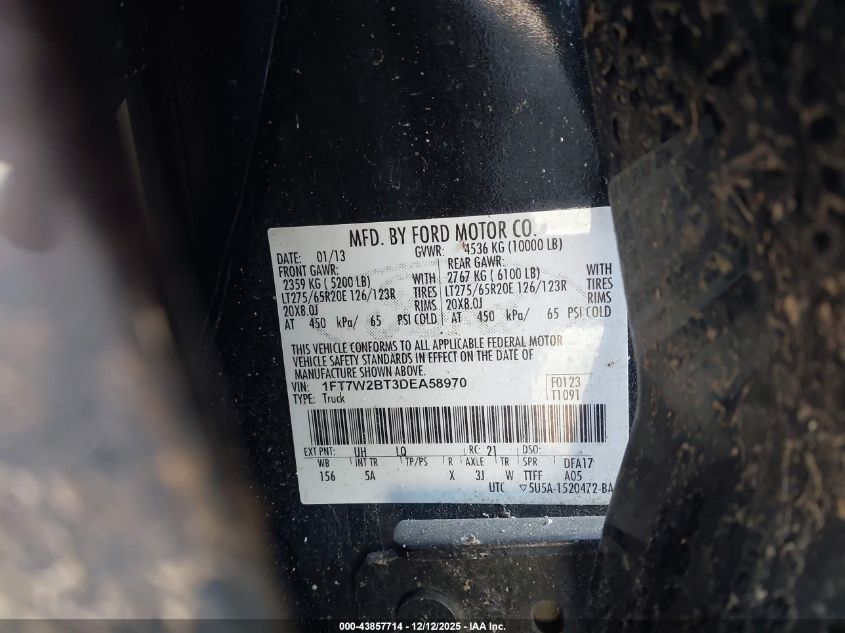 MFD. BY FORD MOTOR CO.
DATE: 01/13 GVWR: 4536 KG (10000 LB)
FRONT GAWR: REAR GAWR:
2359 KG ( 5200 LB) WITH 2767 KG ( 6100 LB) WITH
LT275/65R20E 126/123R TIRES LT275/65R20E 126/123R TIRES
20X8.0J RIMS 20X8.0J RIMS
AT 450 kPa/ 65 PSI COLD AT 450 kPa/ 65 PSI COLD
THIS VEHICLE CONFORMS TO ALL APPLICABLE FEDERAL MOTOR
VEHICLE SAFETY STANDARDS IN EFFECT ON THE DATE OF
MANUFACTURE SHOWN ABOVE.
VIN: 1FT7W2BT3DEA58970 F0123
TYPE: Truck T1091
EXT PNT: UH LQ RC: 21 DSO:
WB INT TR TP/PS R AXLE TR SPR DFA17
156 5A X 3J W TTFF A05
UTC ▽5U5A-1520472-BA
000-43857714 - 12/12/2025 - IAA Inc.